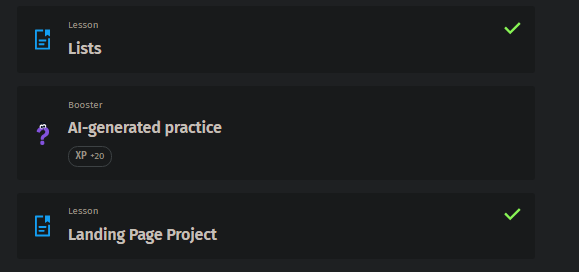 Lesson
Lists
Booster
AI-generated practice
XP +20
Lesson
Landing Page Project